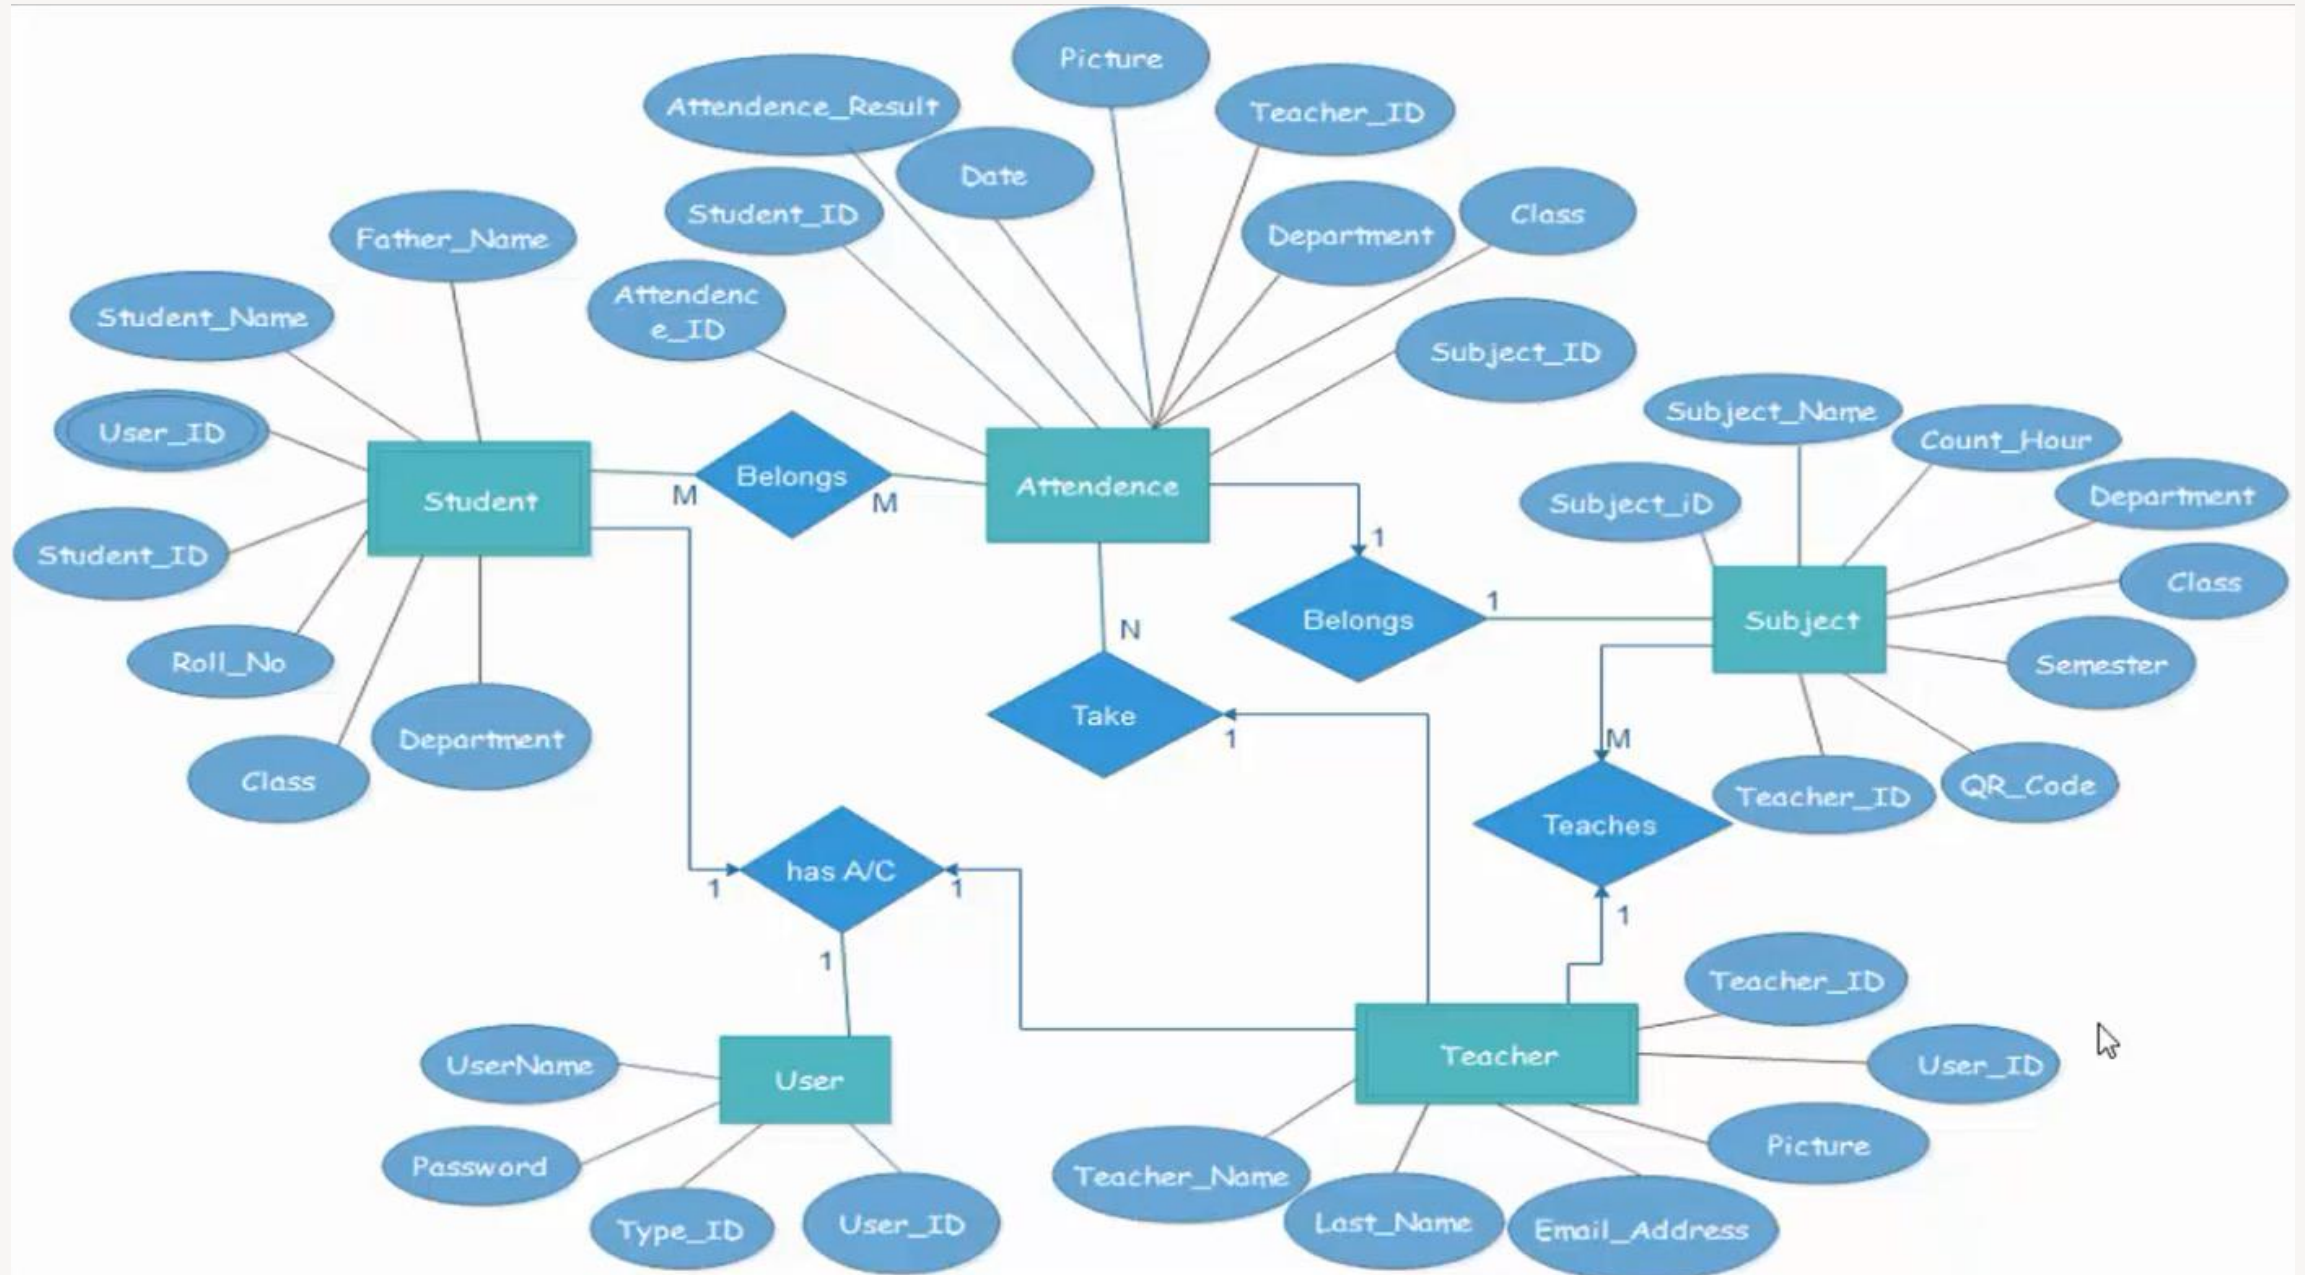 Picture
Attendence_Result
Teacher_ID
Date
Student_ID
Class
Department
Father_Name
Attendenc
e_ID
Student_Name
Subject_ID
Subject_Name
User_ID
Count_Hour
Belongs
M
M
Student
Attendence
Subject_iD
Department
1
Student_ID
Class
1
Belongs
Subject
N
Roll_No
Semester
Take
1
M
Department
Class
QR_Code
Teacher_ID
Teaches
has A/C
1
1
1
1
Teacher_ID
Teacher
User_ID
UserName
User
Picture
Password
Teacher_Name
Type_ID
User_ID
Last_Name
Email_Address